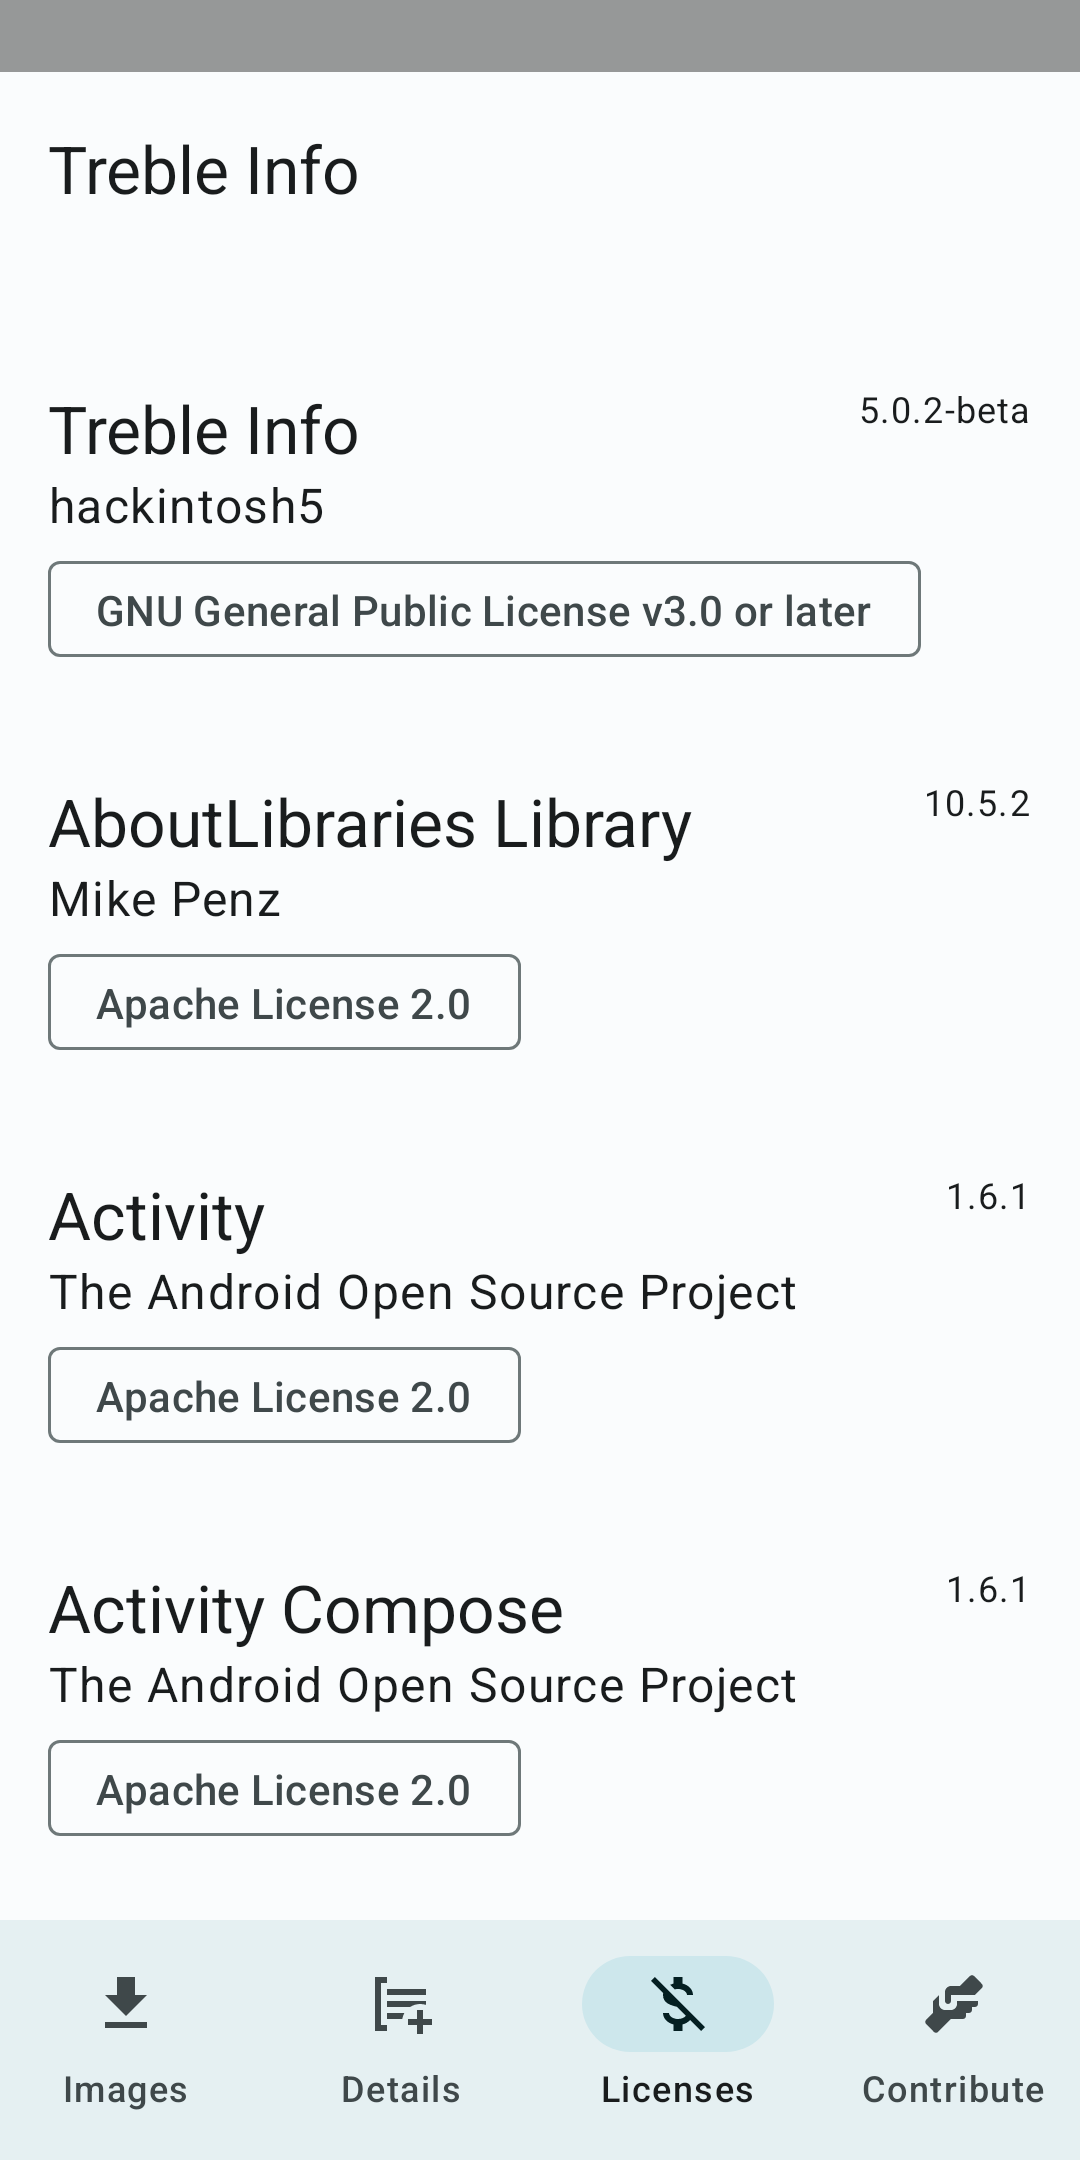 Treble Info
Treble Info
5.0.2-beta
hackintosh5
GNU General Public License v3.0 or later
AboutLibraries Library
10.5.2
Mike Penz
Apache License 2.0
Activity
1.6.1
The Android Open Source Project
Apache License 2.0
Activity Compose
1.6.1
The Android Open Source Project
Apache License 2.0
Images
Details
Licenses
Contribute